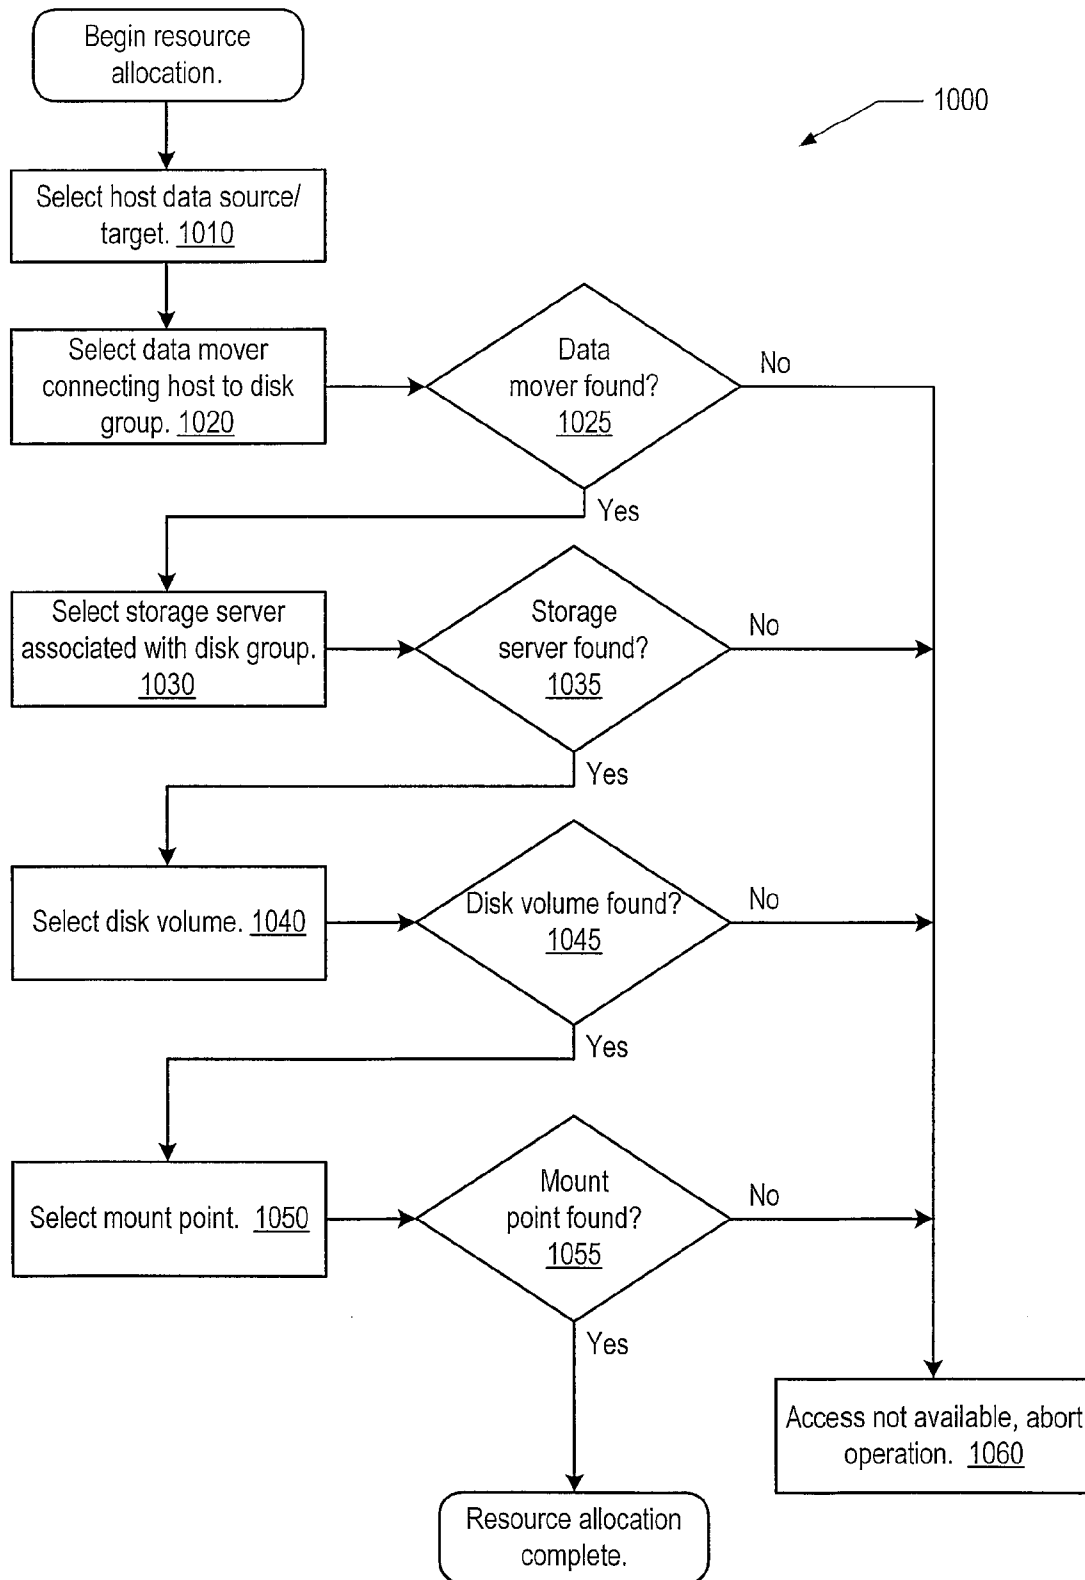 Begin resource
allocation.
1000
Select host data source/
target. 1010
Select data mover
connecting host to disk
group. 1020
Data
mover found?
1025
No
Yes
Select storage server
associated with disk group.
1030
Storage
server found?
1035
No
Yes
Select disk volume. 1040
Disk volume found?
1045
No
Yes
Select mount point. 1050
Mount
point found?
1055
No
Yes
Access not available, abort
operation. 1060
Resource allocation
complete.